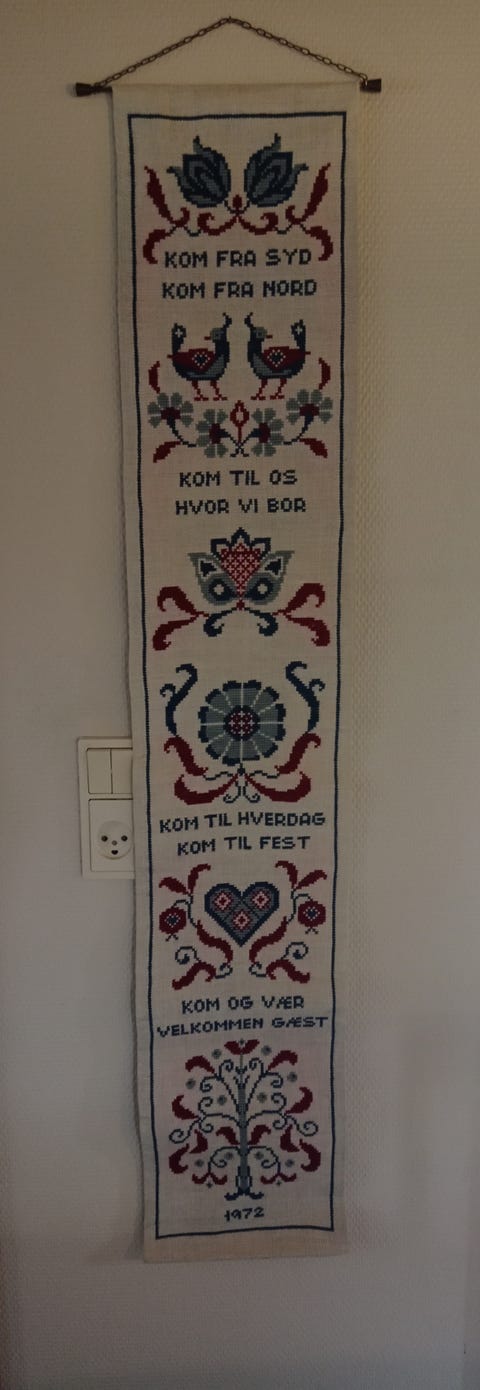 KOM FRA SYD
KOM FRA NORD
KOM TIL OS
HVOR VI BOR
KOM TIL HVERDAG
KOM TIL FEST
KOM OG VÆR
VELKOMMEN GÆST
1972